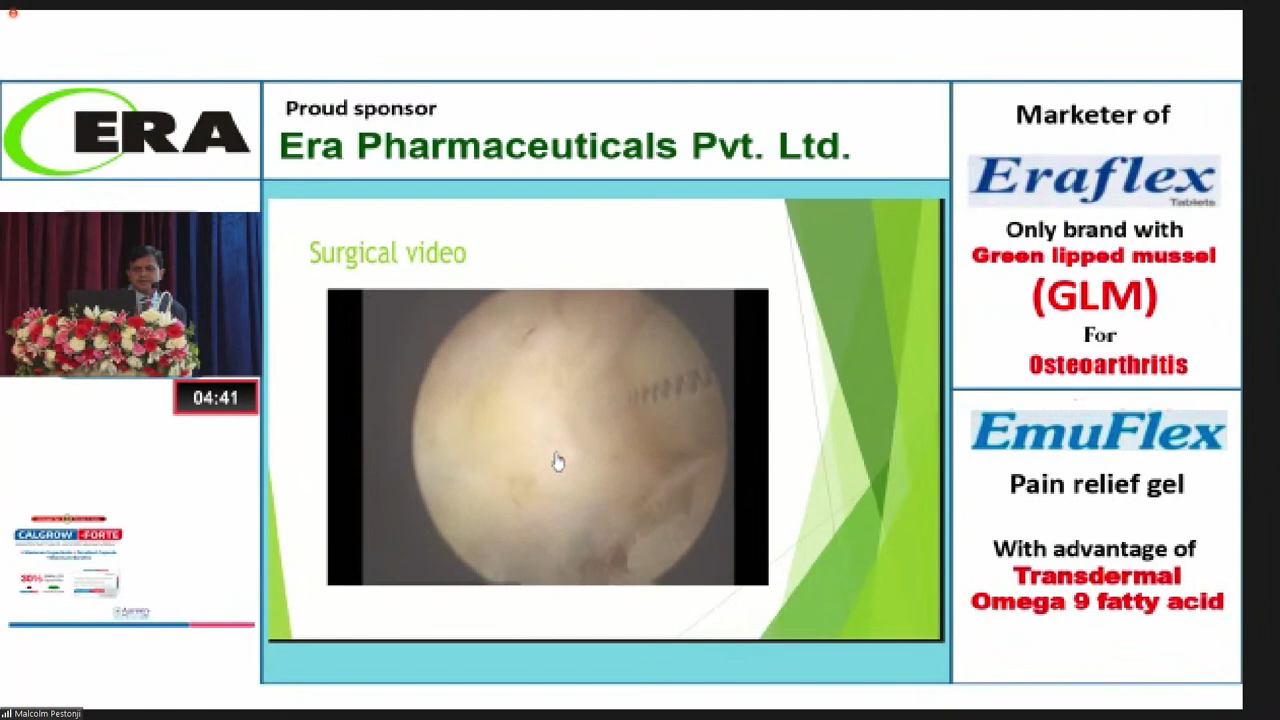 ERA
Proud sponsor
Era Pharmaceuticals Pvt. Ltd.
Surgical video
04:41
CALGROW -FORTE
30%
Marketer of
Eraflex
Tablets
Only brand with
Green lipped mussel
(GLM)
For
Osteoarthritis
EmuFlex
Pain relief gel
With advantage of
Transdermal
Omega 9 fatty acid
Malcolm Pestonji